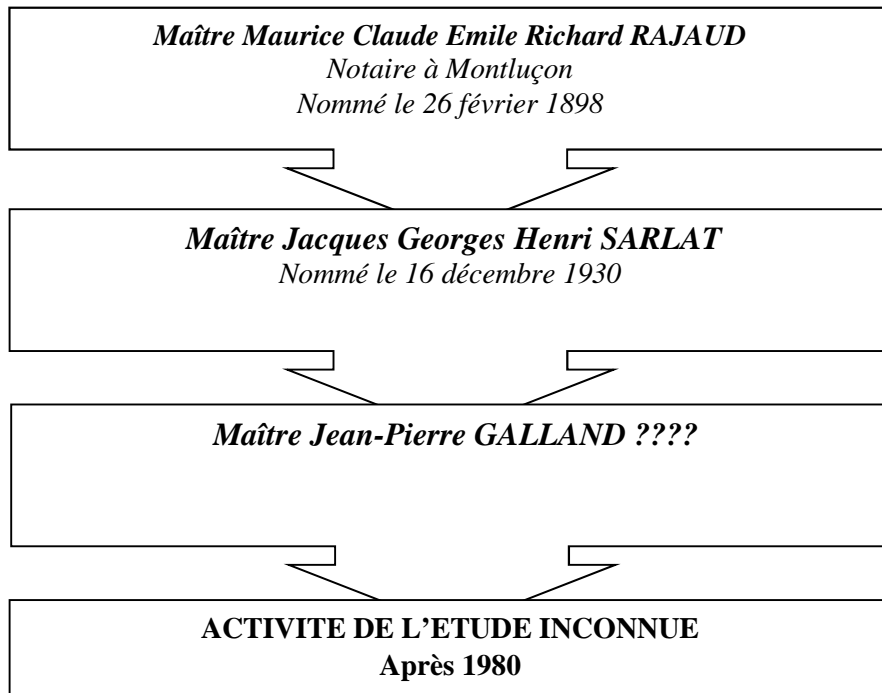 Maître Maurice Claude Emile Richard RAJAUD
Notaire à Montluçon
Nommé le 26 février 1898
Maître Jacques Georges Henri SARLAT
Nommé le 16 décembre 1930
Maître Jean-Pierre GALLAND ????
ACTIVITE DE L’ETUDE INCONNUE
Après 1980